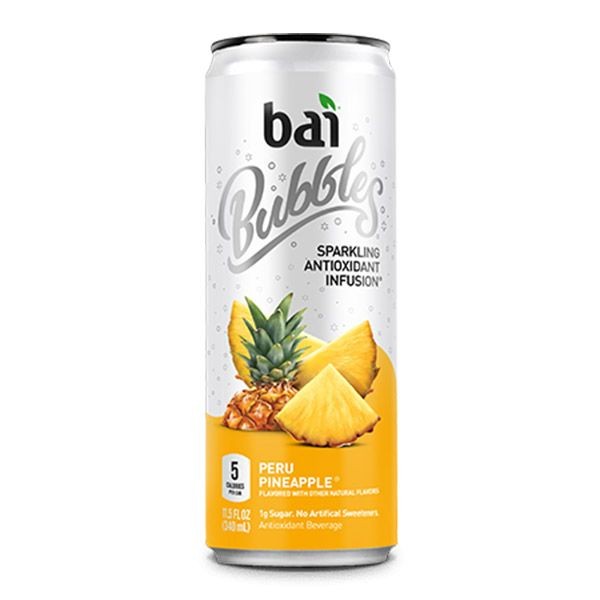 bai
Bubbles
SPARKLING
ANTIOXIDANT
INFUSION®
5
CALORIES
PER CAN
PERU
PINEAPPLE®
FLAVORED WITH OTHER NATURAL FLAVORS
11.5 FL OZ
(340 mL)
1g Sugar. No Artifical Sweeteners.
Antioxidant Beverage